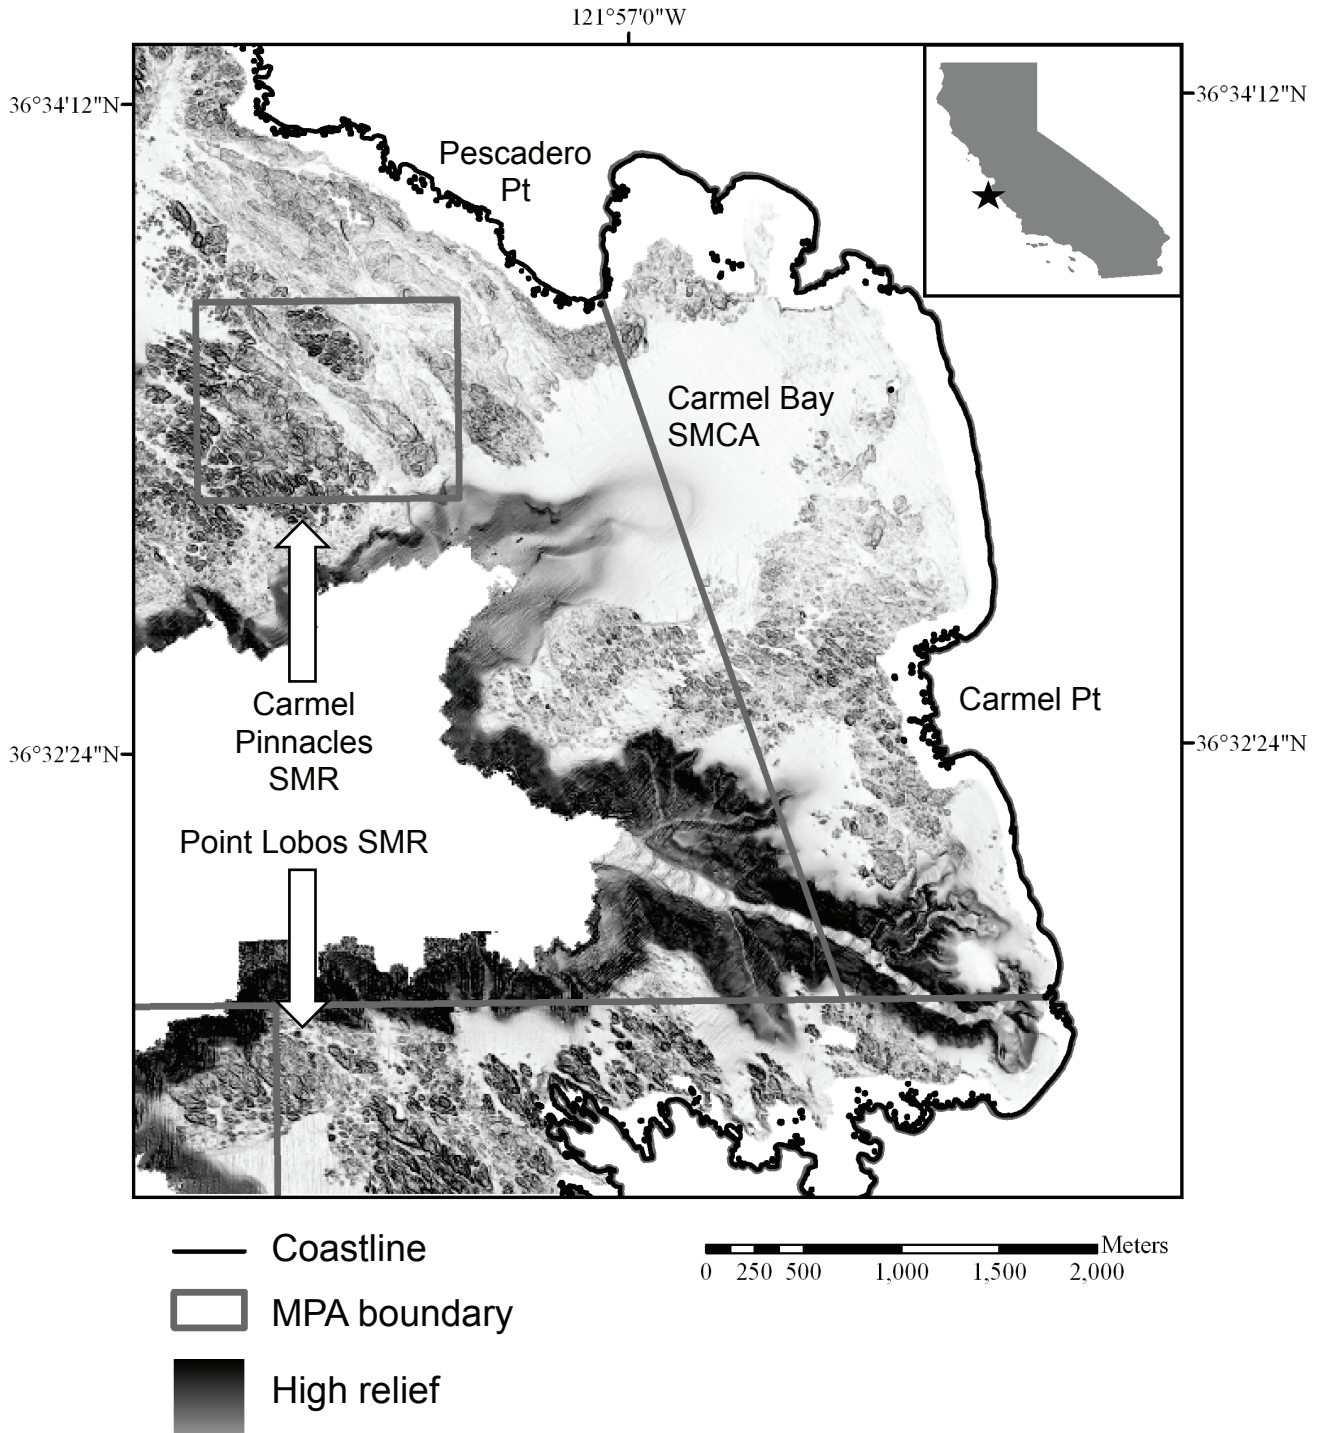 121°57'0"W
36°34'12"N
36°34'12"N
Pescadero
Pt
Carmel Bay
SMCA
Carmel Pt
Carmel
Pinnacles
SMR
36°32'24"N
36°32'24"N
Point Lobos SMR
Coastline
MPA boundary
High relief
Meters
0 250 500 1,000 1,500 2,000